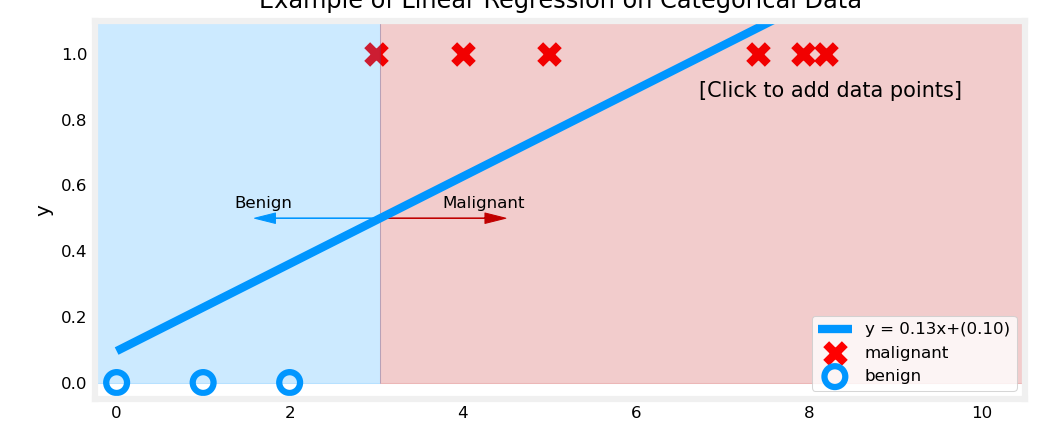 Example of Linear Regression on Categorical Data
1.0
[Click to add data points]
0.8
0.6
Benign
Malignant
y
0.4
0.2
y = 0.13x+(0.10)
malignant
benign
0.0
0
2
4
6
8
10